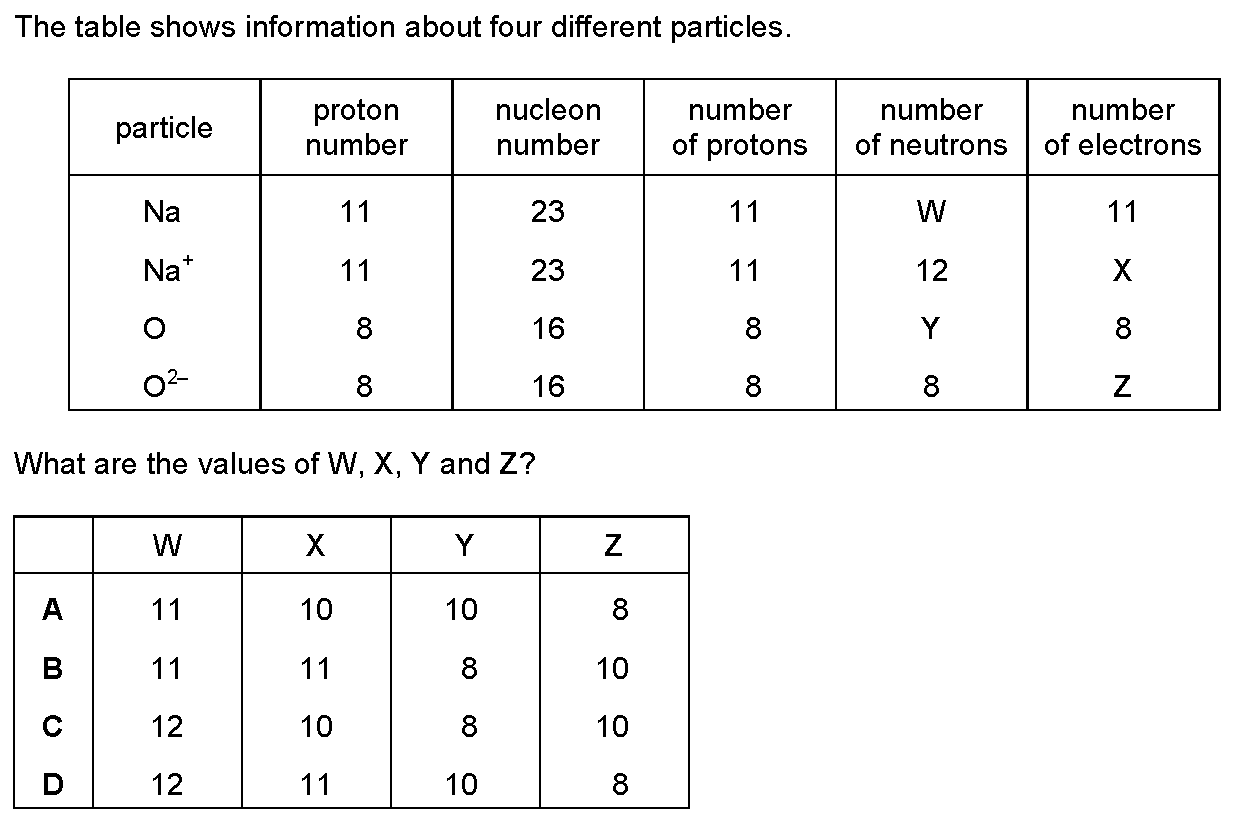 The table shows information about four different particles.
particle proton number nucleon number number of protons number of neutrons number of electrons
Na 11 23 11 W 11
Na⁺ 11 23 11 12 X
O 8 16 8 Y 8
O²⁻ 8 16 8 8 Z
What are the values of W, X, Y and Z?
W X Y Z
A 11 10 10 8
B 11 11 8 10
C 12 10 8 10
D 12 11 10 8